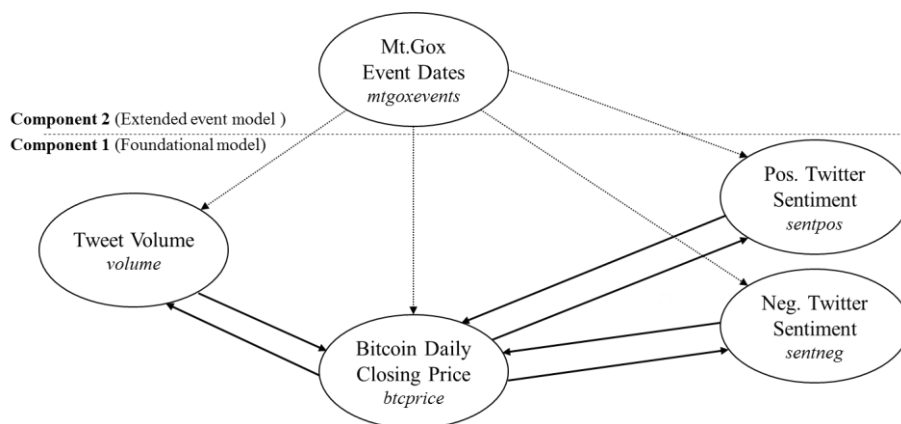 Mt.Gox
Event Dates
mtgoxevents
Component 2 (Extended event model )
Component 1 (Foundational model)
Pos. Twitter
Sentiment
sentpos
Tweet Volume
volume
Neg. Twitter
Sentiment
sentneg
Bitcoin Daily
Closing Price
btcprice